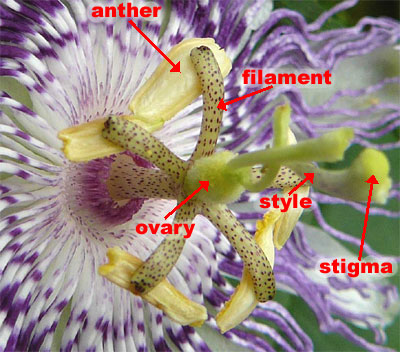 anther
filament
ovary
style
stigma